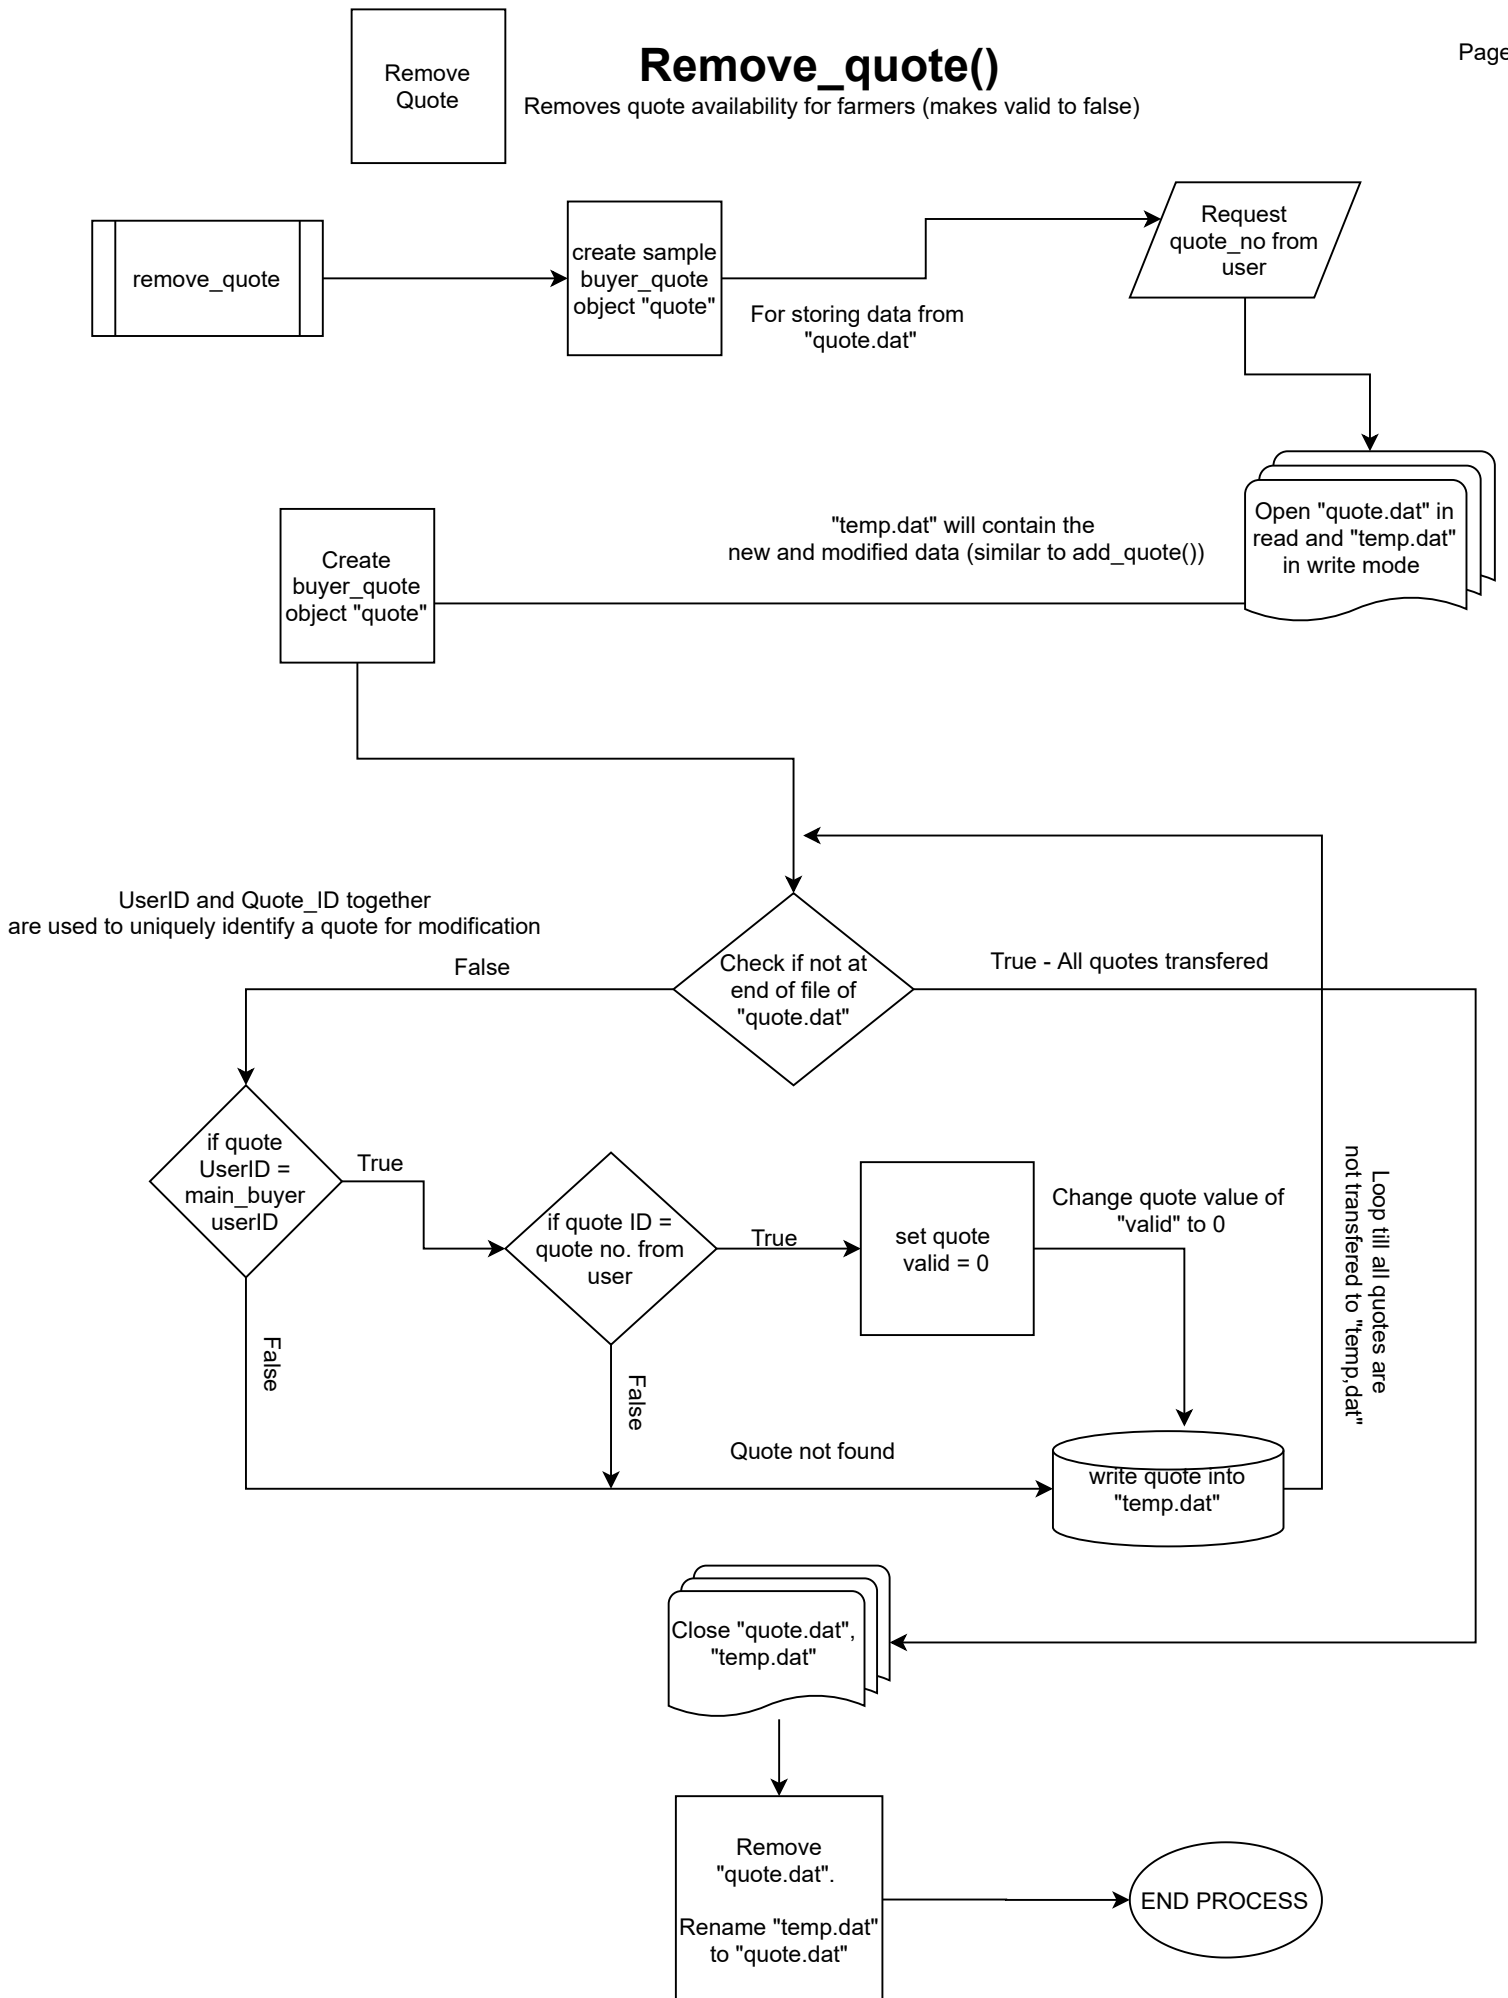 Remove
Quote
Remove_quote()
Page
Removes quote availability for farmers (makes valid to false)
remove_quote
create sample
buyer_quote
object "quote"
For storing data from
"quote.dat"
Request
quote_no from
user
Open "quote.dat" in
read and "temp.dat"
in write mode
"temp.dat" will contain the
new and modified data (similar to add_quote())
Create
buyer_quote
object "quote"
UserID and Quote_ID together
are used to uniquely identify a quote for modification
False
Check if not at
end of file of
"quote.dat"
True - All quotes transfered
if quote
UserID =
main_buyer
userID
True
if quote ID =
quote no. from
user
True
set quote
valid = 0
Change quote value of
"valid" to 0
Loop till all quotes are
not transfered to "temp,dat"
False
False
Quote not found
write quote into
"temp.dat"
Close "quote.dat",
"temp.dat"
Remove
"quote.dat".
Rename "temp.dat"
to "quote.dat"
END PROCESS